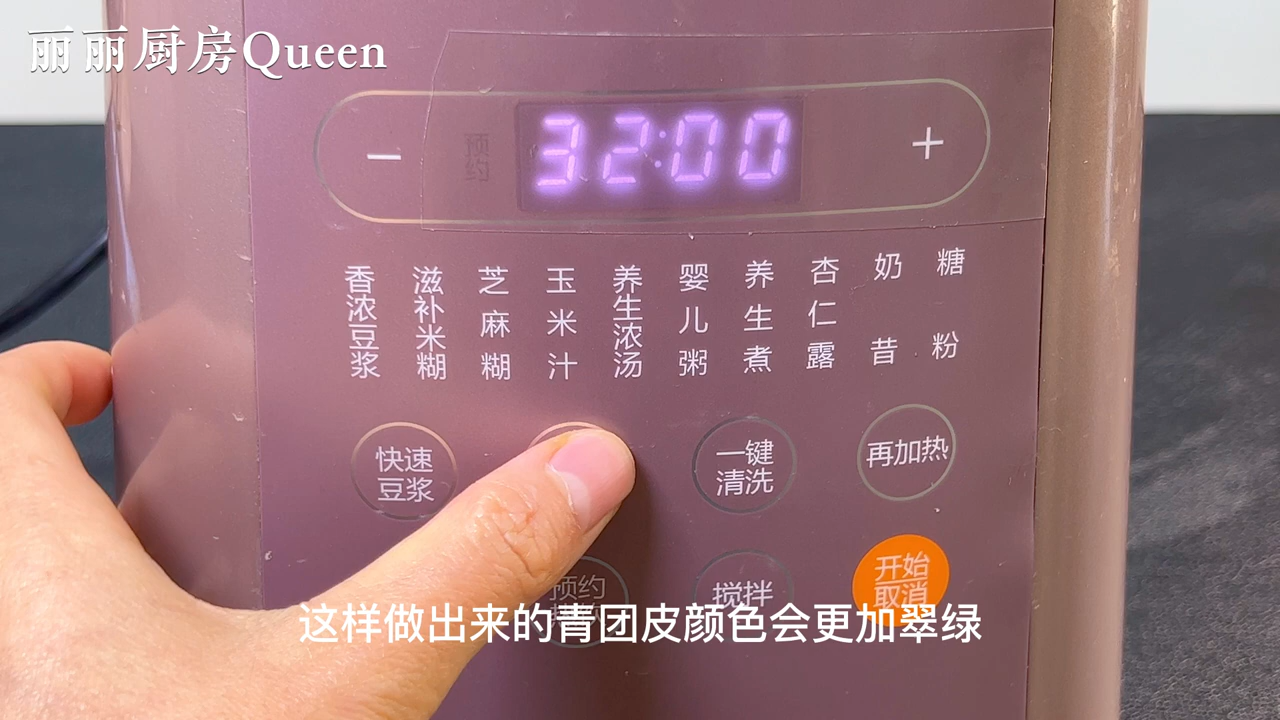 丽丽厨房Queen
− 预约 32:00 +
香浓豆浆
滋补米糊
芝麻糊
玉米汁
养生浓汤
婴儿粥
养生煮
杏仁露
奶昔
糖粉
快速
豆浆
一键
清洗
再加热
预约
搅拌
开始
取消
这样做出来的青团皮颜色会更加翠绿